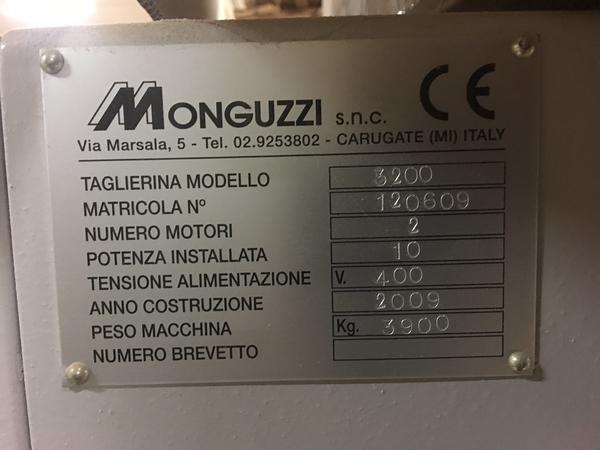 MONGUZZI s.n.c. CE
Via Marsala, 5 - Tel. 02.9253802 - CARUGATE (MI) ITALY
TAGLIERINA MODELLO 3200
MATRICOLA Nº 120609
NUMERO MOTORI 2
POTENZA INSTALLATA 10
TENSIONE ALIMENTAZIONE V. 400
ANNO COSTRUZIONE 2009
PESO MACCHINA Kg. 3900
NUMERO BREVETTO